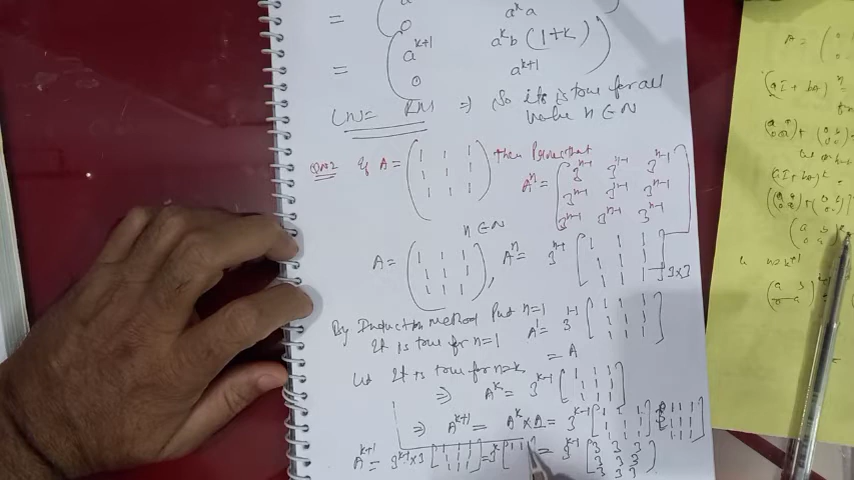 a^k a
= ( a^{k+1} a^k b (1+k)
0 a^{k+1} )
LHS = RHS ⇒ So it is true for all value n ∈ N
Qno2 If A = ( 1 1 1
1 1 1
1 1 1 ) then Prove that A^n = [ 3^{n-1} 3^{n-1} 3^{n-1}
3^{n-1} 3^{n-1} 3^{n-1}
3^{n-1} 3^{n-1} 3^{n-1} ]
n ∈ N
A = ( 1 1 1
1 1 1
1 1 1 ), A^n = 3^{n-1} [ 1 1 1
1 1 1
1 1 1 ] 3×3
By Induction method Put n=1 A^1 = 3^{1-1} [ 1 1 1
1 1 1
1 1 1 ]
It is true for n=1 = A
Let It is true for n=k
⇒ A^k = 3^{k-1} [ 1 1 1
1 1 1
1 1 1 ]
⇒ A^{k+1} = A^k × A = 3^{k-1} [ 1 1 1
1 1 1
1 1 1 ] [ 1 1 1
1 1 1
1 1 1 ]
A^{k+1} = 3^{k-1} × 3 [ 1 1 1
1 1 1
1 1 1 ] = 3^k [ 1 1 1 ] = 3^{k-1} [ 3 3 3
3 3 3
3 3 3 ]
A =
(aI + bA)^n =